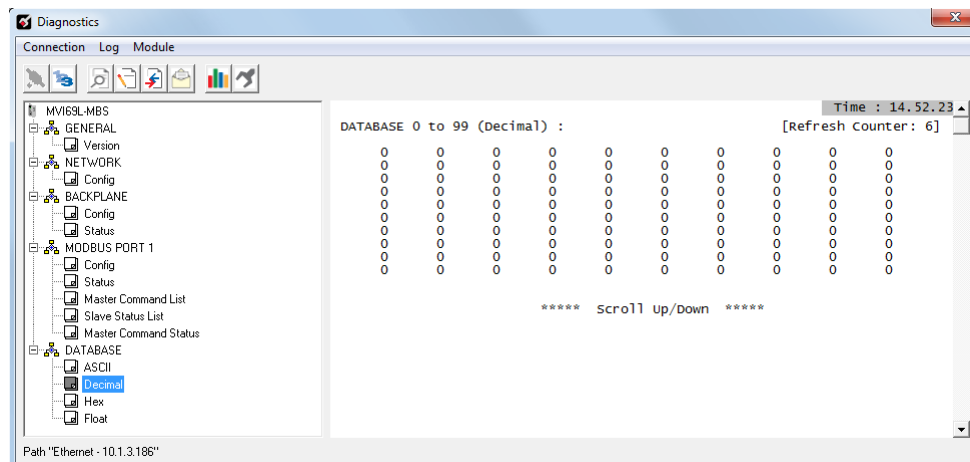 Diagnostics
Connection Log Module
MVI69L-MBS
GENERAL
Version
NETWORK
Config
BACKPLANE
Config
Status
MODBUS PORT 1
Config
Status
Master Command List
Slave Status List
Master Command Status
DATABASE
ASCII
Decimal
Hex
Float
Time : 14.52.23
DATABASE 0 to 99 (Decimal) : [Refresh Counter: 6]
0 0 0 0 0 0 0 0 0 0
0 0 0 0 0 0 0 0 0 0
0 0 0 0 0 0 0 0 0 0
0 0 0 0 0 0 0 0 0 0
0 0 0 0 0 0 0 0 0 0
0 0 0 0 0 0 0 0 0 0
0 0 0 0 0 0 0 0 0 0
0 0 0 0 0 0 0 0 0 0
0 0 0 0 0 0 0 0 0 0
0 0 0 0 0 0 0 0 0 0
***** Scroll Up/Down *****
Path "Ethernet - 10.1.3.186"